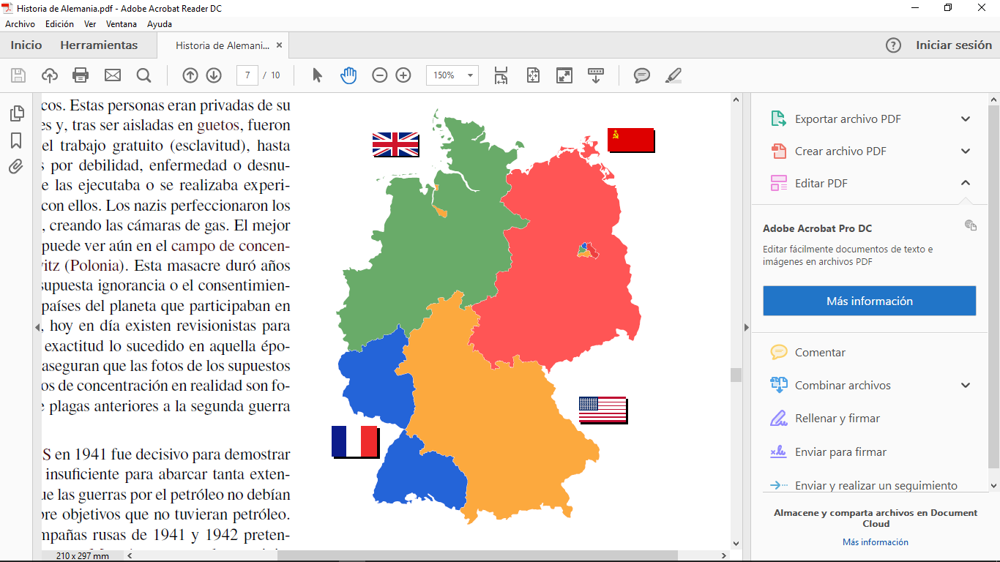 Historia de Alemania.pdf - Adobe Acrobat Reader DC
Archivo Edición Ver Ventana Ayuda
Inicio Herramientas Historia de Alemani... × Iniciar sesión
7 / 10 150%
cos. Estas personas eran privadas de su
es y, tras ser aisladas en guetos, fueron
el trabajo gratuito (esclavitud), hasta
s por debilidad, enfermedad o desnu-
e las ejecutaba o se realizaba experi-
con ellos. Los nazis perfeccionaron los
, creando las cámaras de gas. El mejor
puede ver aún en el campo de concen-
vitz (Polonia). Esta masacre duró años
supuesta ignorancia o el consentimien-
países del planeta que participaban en
, hoy en día existen revisionistas para
exactitud lo sucedido en aquella épo-
aseguran que las fotos de los supuestos
os de concentración en realidad son fo-
e plagas anteriores a la segunda guerra
S en 1941 fue decisivo para demostrar
insuficiente para abarcar tanta exten-
ue las guerras por el petróleo no debían
bre objetivos que no tuvieran petróleo.
mpañas rusas de 1941 y 1942 preten-
210 x 297 mm
Exportar archivo PDF
Crear archivo PDF
Editar PDF
Adobe Acrobat Pro DC
Editar fácilmente documentos de texto e
imágenes en archivos PDF
Más información
Comentar
Combinar archivos
Rellenar y firmar
Enviar para firmar
Enviar y realizar un seguimiento
Almacene y comparta archivos en Document
Cloud
Más información